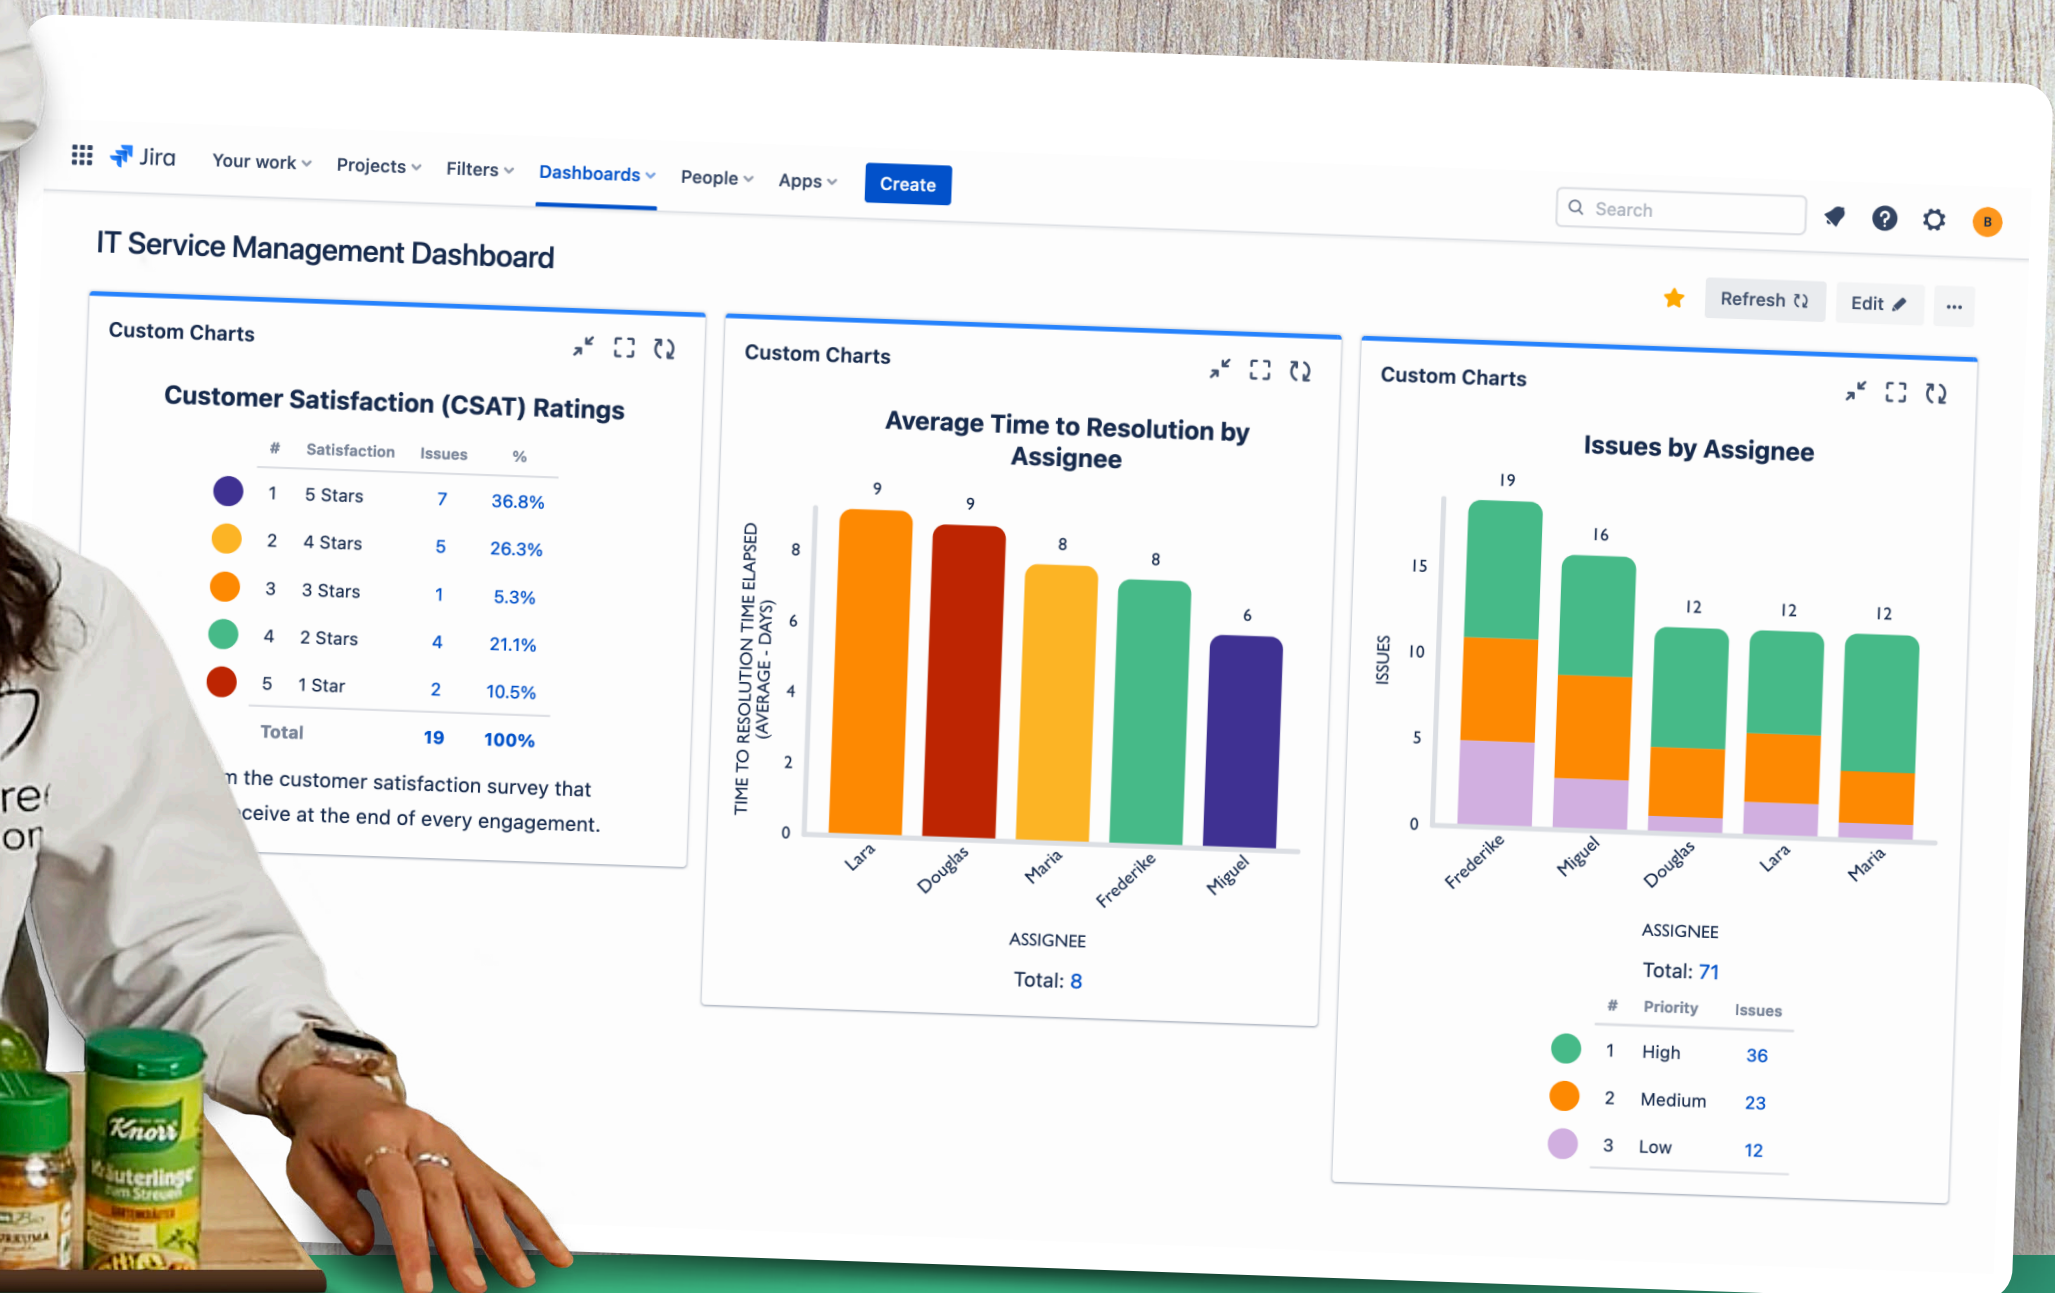 Jira
Your work
Projects
Filters
Dashboards
People
Apps
Create
Search
B
IT Service Management Dashboard
Refresh
Edit
Custom Charts
Customer Satisfaction (CSAT) Ratings
# Satisfaction Issues %
1 5 Stars 7 36.8%
2 4 Stars 5 26.3%
3 3 Stars 1 5.3%
4 2 Stars 4 21.1%
5 1 Star 2 10.5%
Total 19 100%
the customer satisfaction survey that
at the end of every engagement.
Custom Charts
Average Time to Resolution by
Assignee
9 9 8 8 6
8
6
4
2
0
TIME TO RESOLUTION TIME ELAPSED
(AVERAGE - DAYS)
Lara Douglas Maria Frederike Miguel
ASSIGNEE
Total: 8
Custom Charts
Issues by Assignee
19 16 12 12 12
15
10
5
0
ISSUES
Frederike Miguel Douglas Lara Maria
ASSIGNEE
Total: 71
# Priority Issues
1 High 36
2 Medium 23
3 Low 12
Knorr
Kräuterlinge
zum Streuen